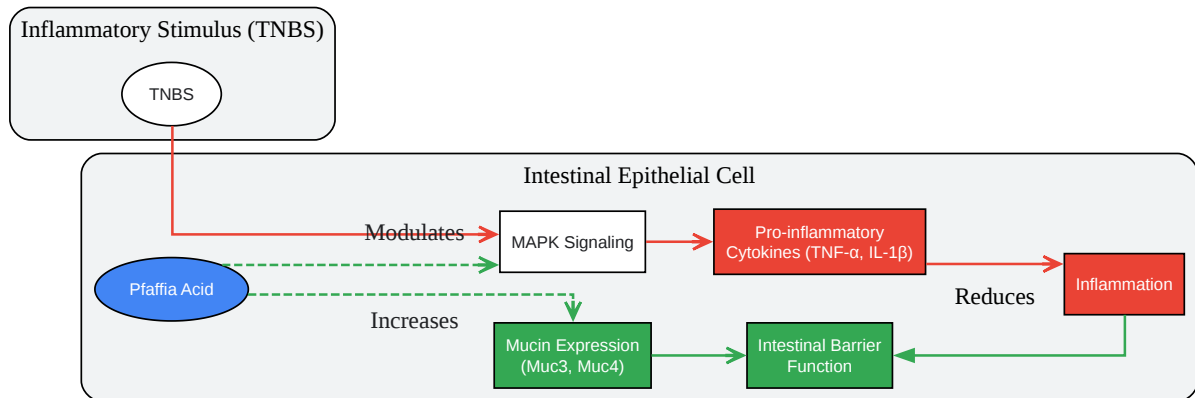 Inflammatory Stimulus (TNBS)
TNBS
Intestinal Epithelial Cell
Modulates
MAPK Signaling
Pro-inflammatory
Cytokines (TNF-α, IL-1β)
Pfaffia Acid
Inflammation
Reduces
Increases
Mucin Expression
(Muc3, Muc4)
Intestinal Barrier
Function